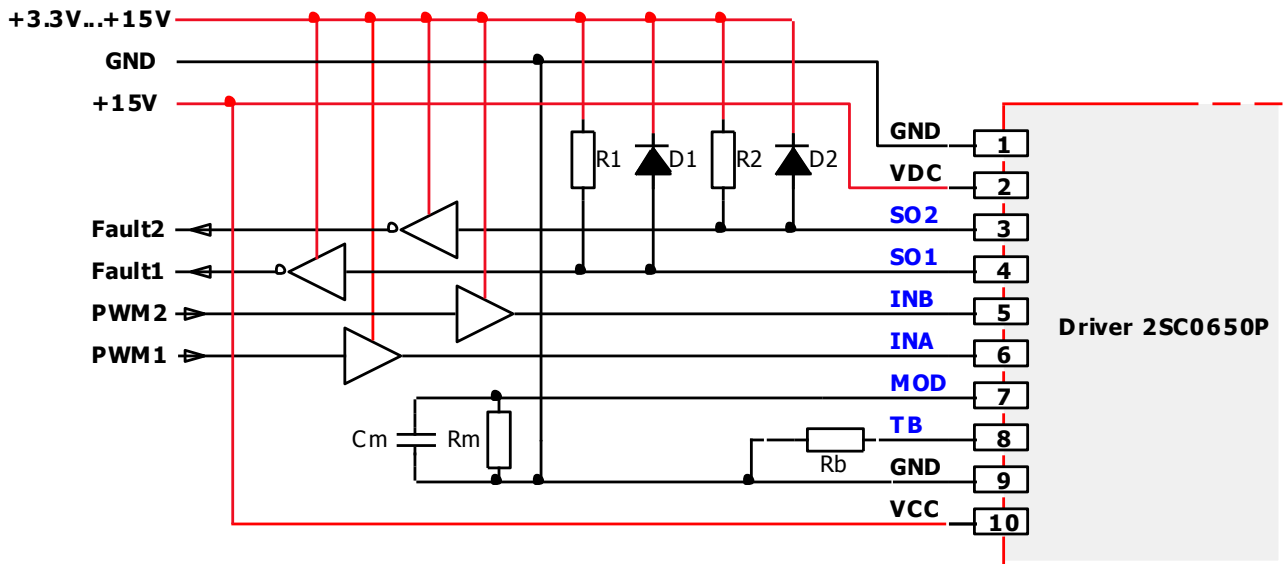 +3.3V...+15V
GND
+15V
GND
1
R1
D1
R2
D2
VDC
2
Fault2
SO2
3
Fault1
SO1
4
PWM2
INB
5
Driver 2SC0650P
PWM1
INA
6
MOD
7
Cm
Rm
TB
8
Rb
GND
9
VCC
10